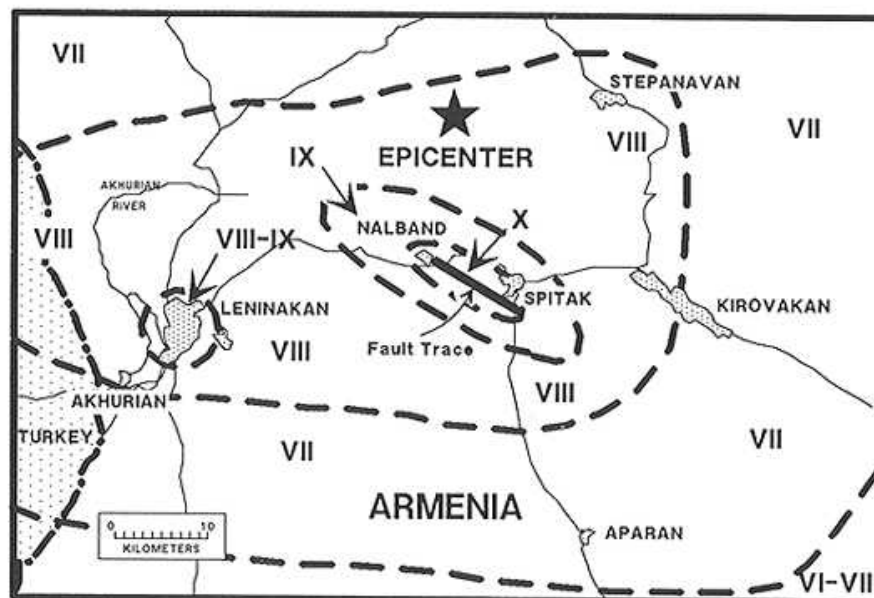 VII
STEPANAVAN
VIII
VII
IX
EPICENTER
AKHURIAN
RIVER
VIII
VIII-IX
NALBAND
X
LENINAKAN
SPITAK
KIROVAKAN
VIII
Fault Trace
VIII
AKHURIAN
TURKEY
VII
VII
ARMENIA
0 10
KILOMETERS
APARAN
VI-VII